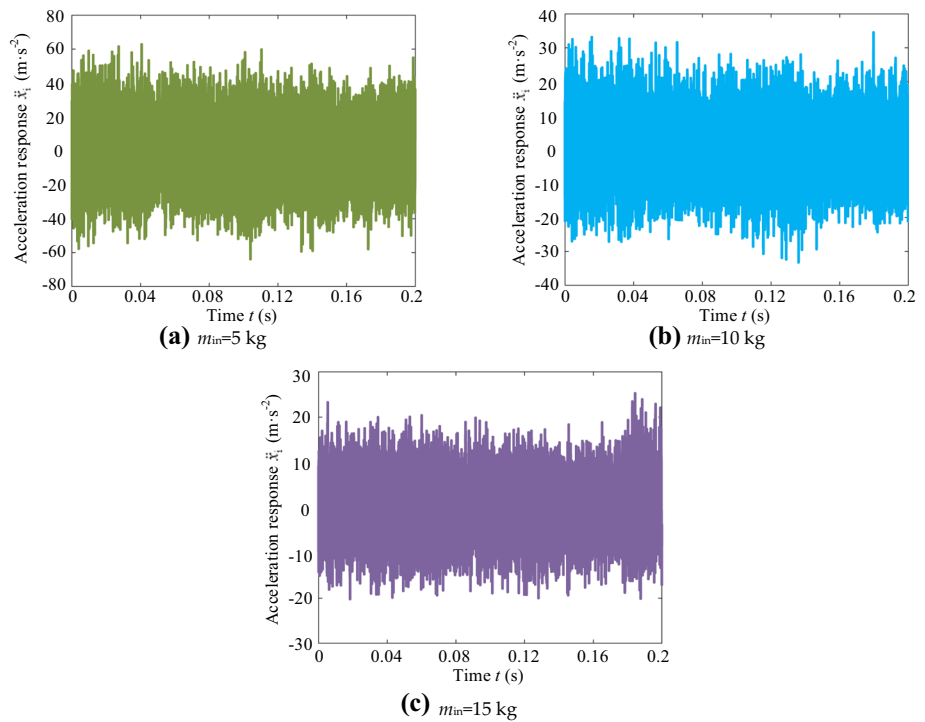 Acceleration response ẍᵢ (m·s⁻²)
80
60
40
20
0
-20
-40
-60
-80
0 0.04 0.08 0.12 0.16 0.2
Time t (s)
(a) mᵢₙ=5 kg
Acceleration response ẍᵢ (m·s⁻²)
40
30
20
10
0
-10
-20
-30
-40
0 0.04 0.08 0.12 0.16 0.2
Time t (s)
(b) mᵢₙ=10 kg
Acceleration response ẍᵢ (m·s⁻²)
30
20
10
0
-10
-20
-30
0 0.04 0.08 0.12 0.16 0.2
Time t (s)
(c) mᵢₙ=15 kg